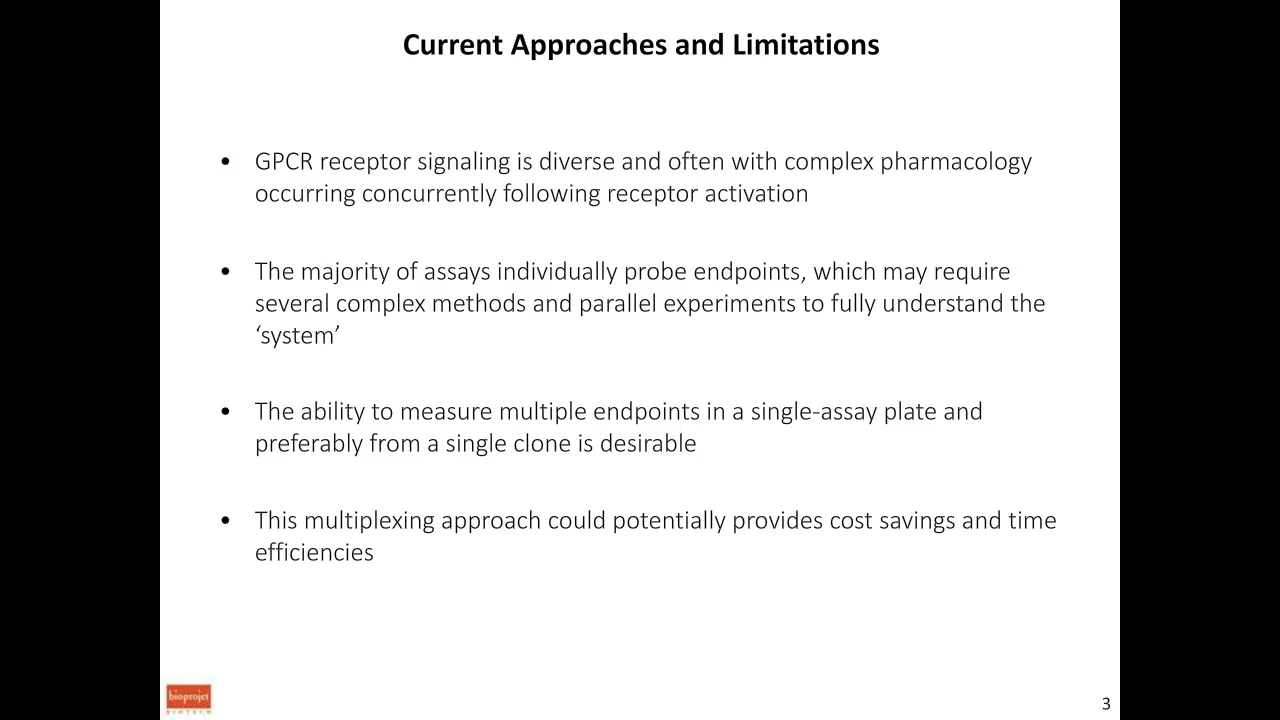 Current Approaches and Limitations
• GPCR receptor signaling is diverse and often with complex pharmacology
occurring concurrently following receptor activation
• The majority of assays individually probe endpoints, which may require
several complex methods and parallel experiments to fully understand the
‘system’
• The ability to measure multiple endpoints in a single-assay plate and
preferably from a single clone is desirable
• This multiplexing approach could potentially provides cost savings and time
efficiencies
bioprojet
BIOTECH
3